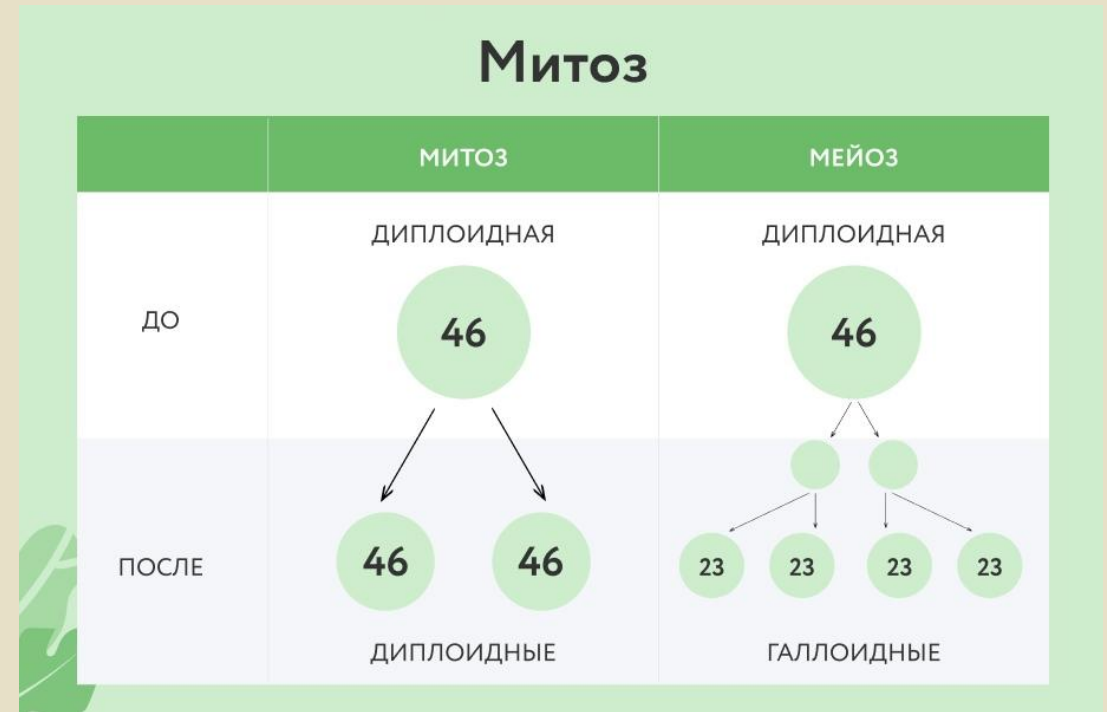 Митоз
МИТОЗ МЕЙОЗ
ДИПЛОИДНАЯ ДИПЛОИДНАЯ
ДО 46 46
ПОСЛЕ 46 46 23 23 23 23
ДИПЛОИДНЫЕ ГАЛЛОИДНЫЕ